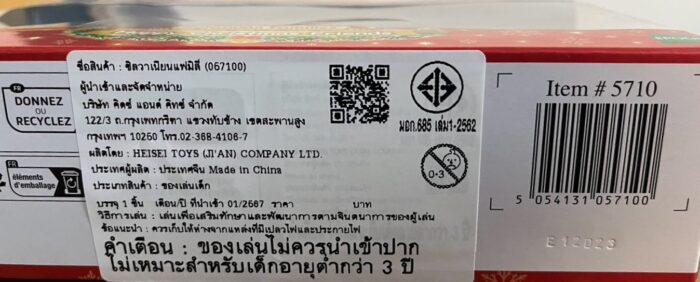 FR
DONNEZ
OU
RECYCLEZ
FR
éléments
d'emballage
ชื่อสินค้า : ซิลวาเนียนแฟมิลี่ (067100)
ผู้นำเข้าและจัดจำหน่าย
บริษัท คิดซ์ แอนด์ คิทซ์ จำกัด
122/3 ถ.กรุงเทพกรีฑา แขวงทับช้าง เขตสะพานสูง
กรุงเทพฯ 10250 โทร.02-368-4106-7
ผลิตโดย : HEISEI TOYS (JI'AN) COMPANY LTD.
ประเทศผู้ผลิต : ประเทศจีน Made in China
ประเภทสินค้า : ของเล่นเด็ก
บรรจุ 1 ชิ้น เดือน/ปี ที่นำเข้า 01/2667 ราคา บาท
วิธีการเล่น : เล่นเพื่อเสริมทักษาและพัฒนาการตามจินตนาการของผู้เล่น
ข้อแนะนำ : ควรเก็บให้ห่างจากแหล่งที่มีเปลวไฟและประกายไฟ
คำเตือน : ของเล่นไม่ควรนำเข้าปาก
ไม่เหมาะสำหรับเด็กอายุต่ำกว่า 3 ปี
มอก.685 เล่ม1-2562
0-3
Item # 5710
5 054131 057100
E12D23